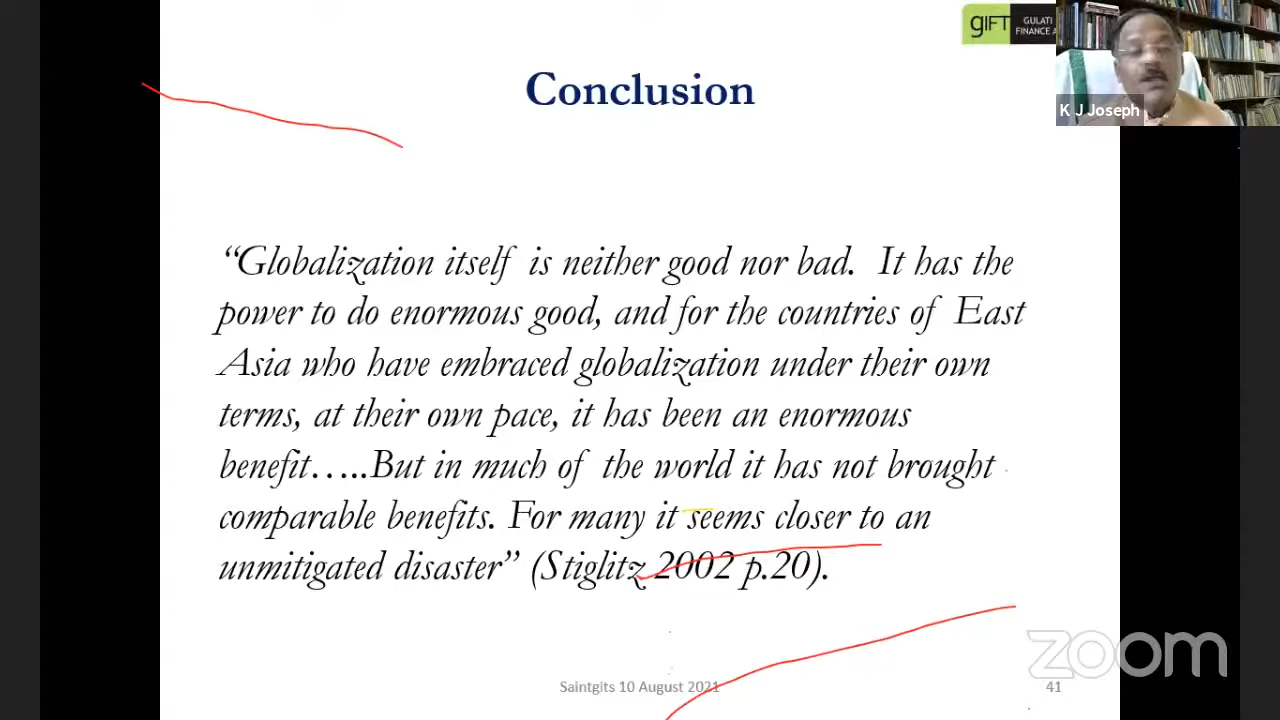 gIFT GULATI
FINANCE A
K J Joseph
Conclusion
“Globalization itself is neither good nor bad. It has the
power to do enormous good, and for the countries of East
Asia who have embraced globalization under their own
terms, at their own pace, it has been an enormous
benefit…..But in much of the world it has not brought
comparable benefits. For many it seems closer to an
unmitigated disaster” (Stiglitz 2002 p.20).
zoom
Saintgits 10 August 2021
41